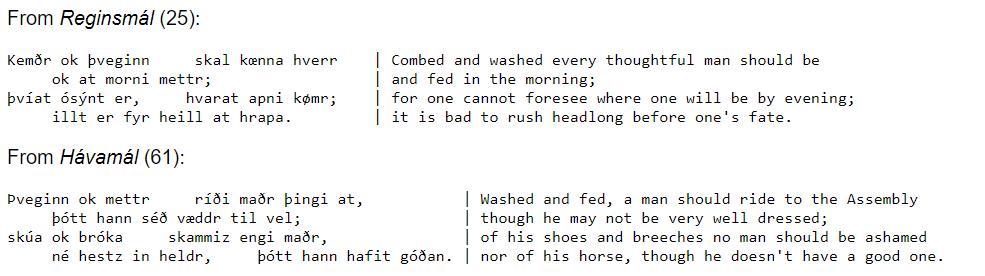 From Reginsmál (25):
Kemðr ok þveginn skal kœnna hverr | Combed and washed every thoughtful man should be
ok at morni mettr; | and fed in the morning;
þvíat ósýnt er, hvarat apni kømr; | for one cannot foresee where one will be by evening;
illt er fyr heill at hrapa. | it is bad to rush headlong before one's fate.
From Hávamál (61):
Þveginn ok mettr ríði maðr þingi at, | Washed and fed, a man should ride to the Assembly
þótt hann séð væddr til vel; | though he may not be very well dressed;
skúa ok bróka skammiz engi maðr, | of his shoes and breeches no man should be ashamed
né hestz in heldr, þótt hann hafit góðan. | nor of his horse, though he doesn't have a good one.